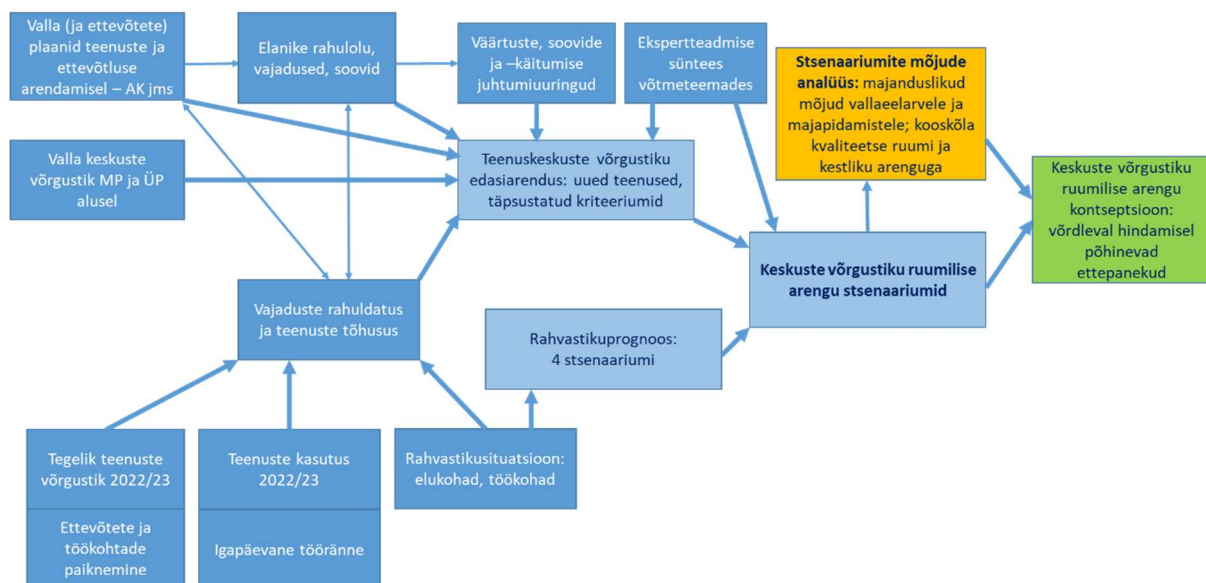 Valla (ja ettevõtete)
plaanid teenuste ja
ettevõtluse
arendamisel – AK jms
Elanike rahulolu,
vajadused, soovid
Väärtuste, soovide
ja –käitumise
juhtumiuuringud
Ekspertteadmise
süntees
võtmeteemades
Stsenaariumite mõjude
analüüs: majanduslikud
mõjud vallaeelarvele ja
majapidamistele; kooskõla
kvaliteetse ruumi ja
kestliku arenguga
Valla keskuste
võrgustik MP ja ÜP
alusel
Teenuskeskuste võrgustiku
edasiarendus: uued teenused,
täpsustatud kriteeriumid
Keskuste võrgustiku
ruumilise arengu
kontseptsioon:
võrdleval hindamisel
põhinevad
ettepanekud
Keskuste võrgustiku ruumilise
arengu stsenaariumid
Vajaduste rahuldatus
ja teenuste tõhusus
Rahvastikuprognoos:
4 stsenaariumi
Tegelik teenuste
võrgustik 2022/23
Teenuste kasutus
2022/23
Rahvastikusituatsioon:
elukohad, töökohad
Ettevõtete ja
töökohtade
paiknemine
Igapäevane tööränne